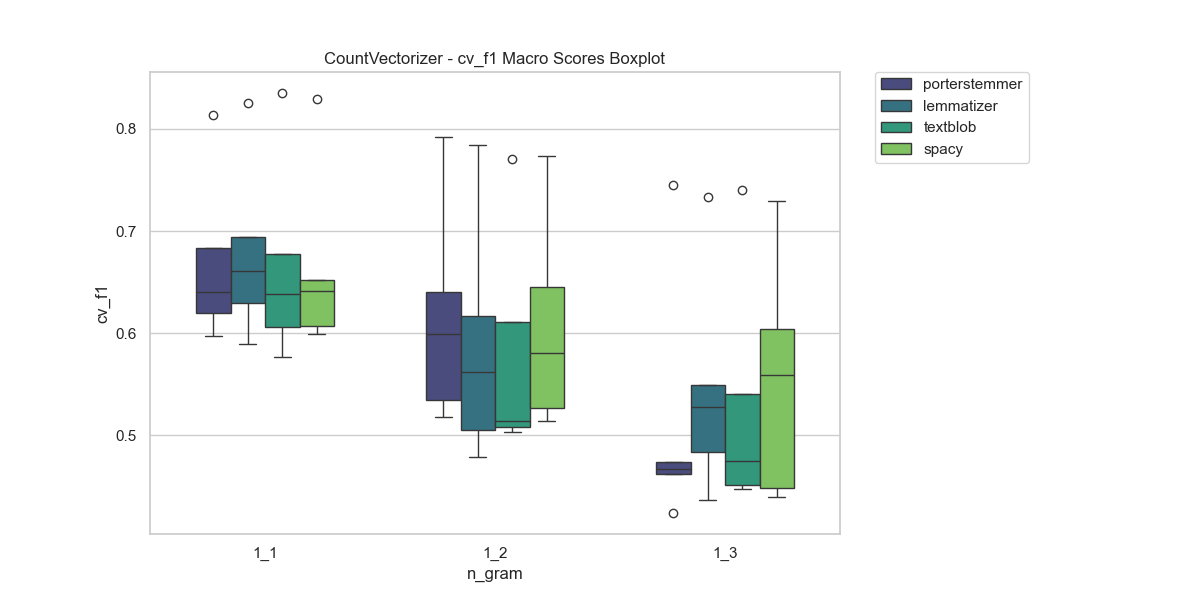 CountVectorizer - cv_f1 Macro Scores Boxplot
porterstemmer
lemmatizer
textblob
spacy
cv_f1
0.8
0.7
0.6
0.5
1_1
1_2
1_3
n_gram